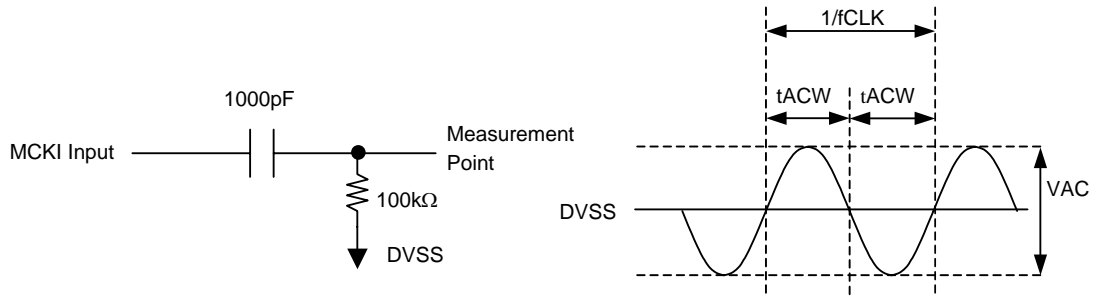 1/fCLK
tACW
tACW
1000pF
MCKI Input
Measurement
Point
100kΩ
DVSS
DVSS
VAC